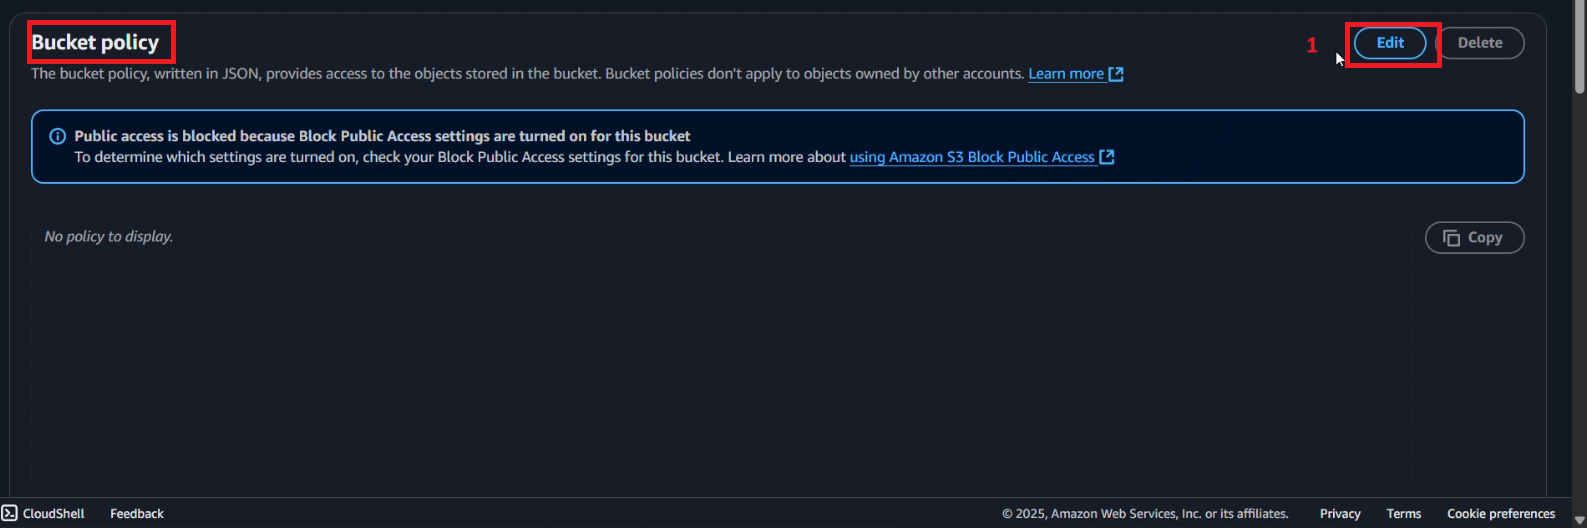 Bucket policy
1
Edit
Delete
The bucket policy, written in JSON, provides access to the objects stored in the bucket. Bucket policies don't apply to objects owned by other accounts. Learn more
Public access is blocked because Block Public Access settings are turned on for this bucket
To determine which settings are turned on, check your Block Public Access settings for this bucket. Learn more about using Amazon S3 Block Public Access
No policy to display.
Copy
CloudShell
Feedback
© 2025, Amazon Web Services, Inc. or its affiliates.
Privacy
Terms
Cookie preferences